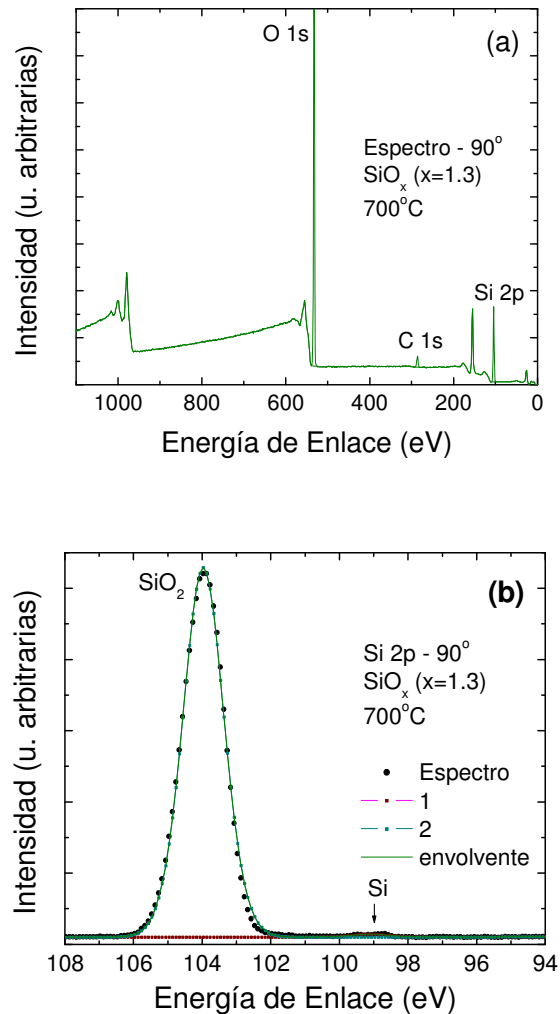 (a)
O 1s
Espectro - 90°
SiOₓ (x=1.3)
700°C
Si 2p
C 1s
Intensidad (u. arbitrarias)
1000 800 600 400 200 0
Energía de Enlace (eV)
(b)
SiO₂
Si 2p - 90°
SiOₓ (x=1.3)
700°C
Espectro
1
2
envolvente
Si
Intensidad (u. arbitrarias)
108 106 104 102 100 98 96 94
Energía de Enlace (eV)